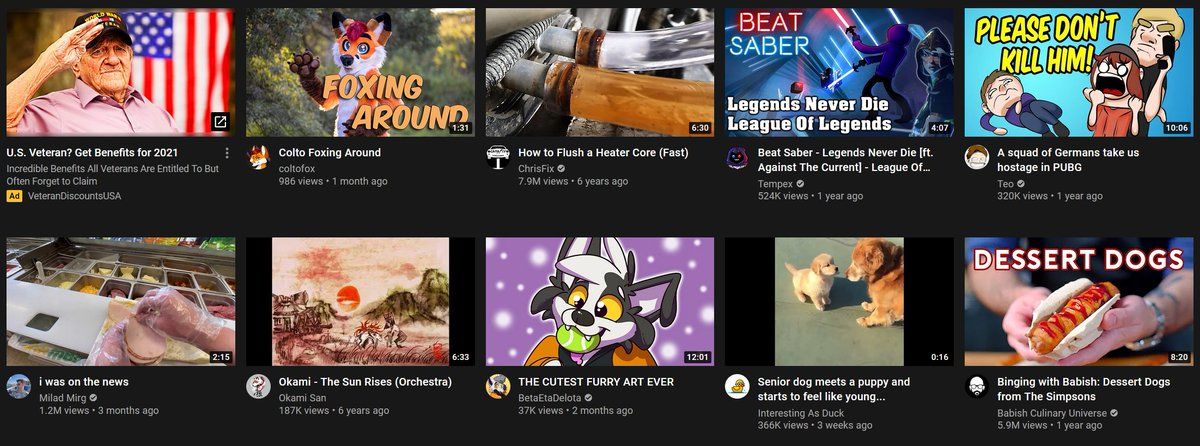 FOXING
AROUND
1:31
6:30
BEAT
SABER
Legends Never Die
League Of Legends
4:07
PLEASE DON'T
KILL HIM!
10:06
U.S. Veteran? Get Benefits for 2021
Incredible Benefits All Veterans Are Entitled To But
Often Forget to Claim
Ad VeteranDiscountsUSA
Colto Foxing Around
coltofox
986 views • 1 month ago
How to Flush a Heater Core (Fast)
ChrisFix
7.9M views • 6 years ago
Beat Saber - Legends Never Die [ft.
Against The Current] - League Of…
Tempex
524K views • 1 year ago
A squad of Germans take us
hostage in PUBG
Teo
320K views • 1 year ago
2:15
6:33
12:01
0:16
DESSERT DOGS
8:20
i was on the news
Milad Mirg
1.2M views • 3 months ago
Okami - The Sun Rises (Orchestra)
Okami San
187K views • 6 years ago
THE CUTEST FURRY ART EVER
BetaEtaDelota
37K views • 2 months ago
Senior dog meets a puppy and
starts to feel like young...
Interesting As Duck
366K views • 3 weeks ago
Binging with Babish: Dessert Dogs
from The Simpsons
Babish Culinary Universe
5.9M views • 1 year ago